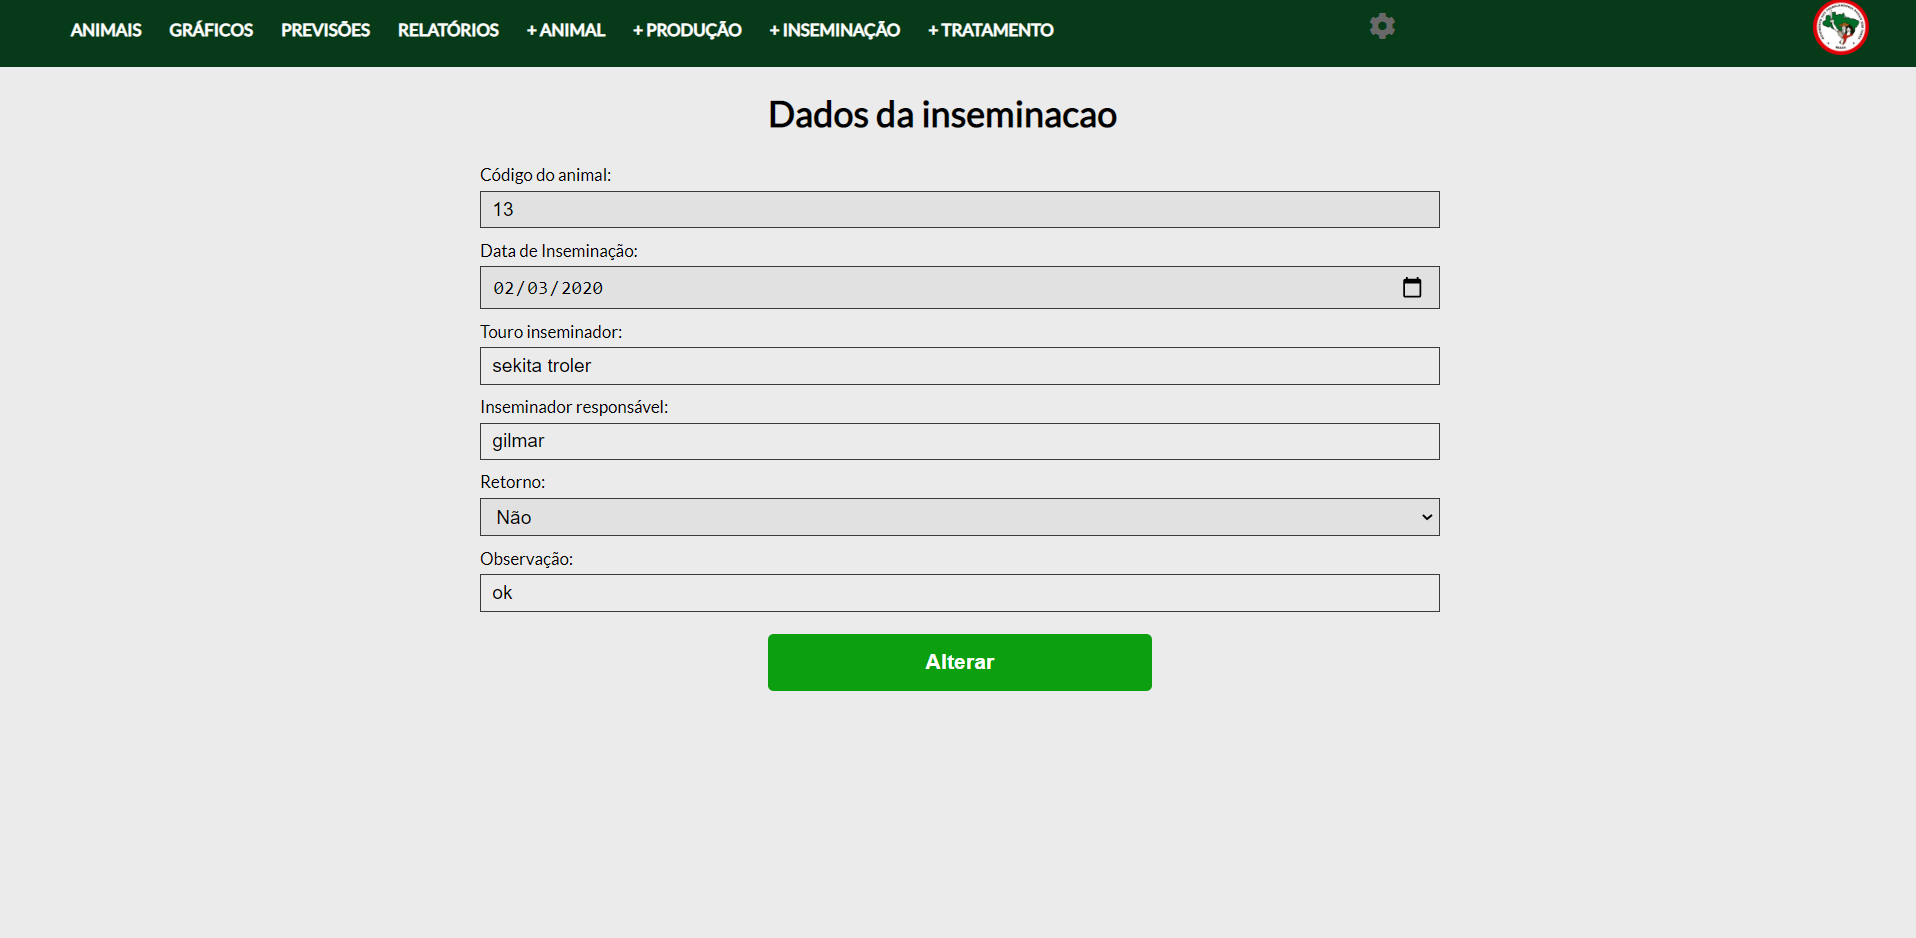 ANIMAIS GRÁFICOS PREVISÕES RELATÓRIOS + ANIMAL + PRODUÇÃO + INSEMINAÇÃO + TRATAMENTO
Dados da inseminacao
Código do animal:
13
Data de Inseminação:
02/03/2020
Touro inseminador:
sekita troler
Inseminador responsável:
gilmar
Retorno:
Não
Observação:
ok
Alterar